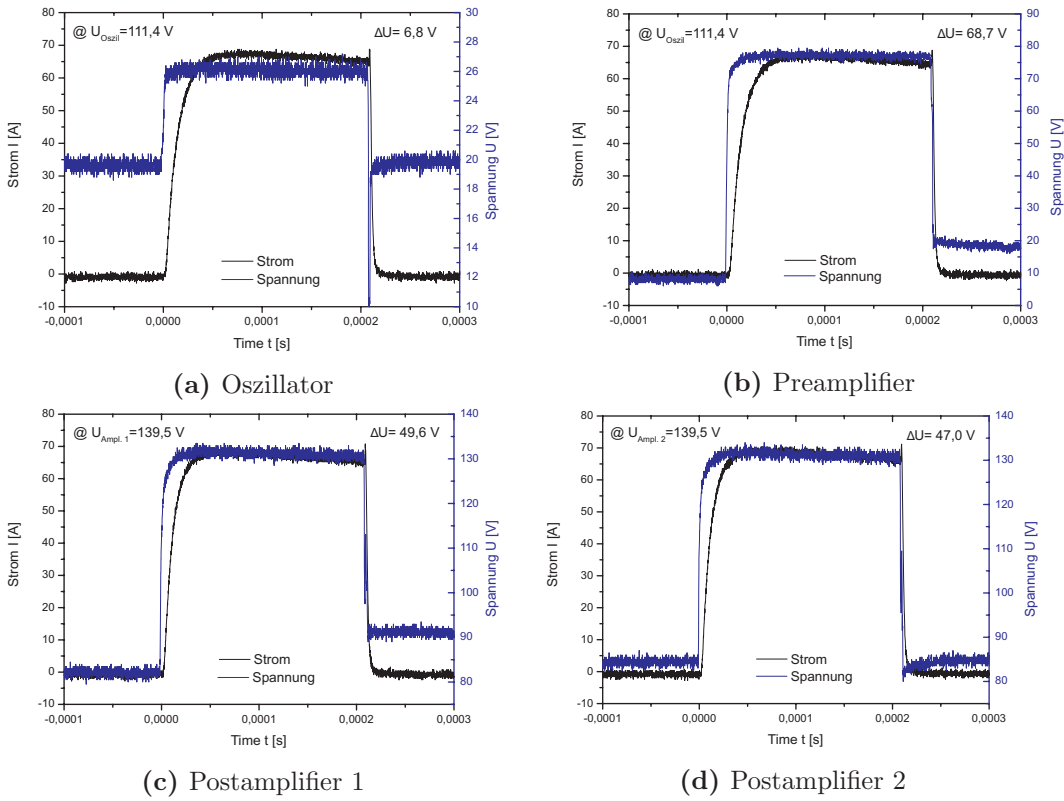 @ U_Oszil=111,4 V ΔU= 6,8 V
80
70
60
50
40
30
20
10
0
-10
Strom I [A]
30
28
26
24
22
20
18
16
14
12
10
Spannung U [V]
Strom
Spannung
-0,0001 0,0000 0,0001 0,0002 0,0003
Time t [s]
(a) Oszillator
@ U_Oszil=111,4 V ΔU= 68,7 V
80
70
60
50
40
30
20
10
0
-10
Strom I [A]
90
80
70
60
50
40
30
20
10
0
Spannung U [V]
Strom
Spannung
-0,0001 0,0000 0,0001 0,0002 0,0003
Time t [s]
(b) Preamplifier
@ U_Ampl. 1=139,5 V ΔU= 49,6 V
80
70
60
50
40
30
20
10
0
-10
Strom I [A]
140
130
120
110
100
90
80
Spannung U [V]
Strom
Spannung
-0,0001 0,0000 0,0001 0,0002 0,0003
Time t [s]
(c) Postamplifier 1
@ U_Ampl. 2=139,5 V ΔU= 47,0 V
80
70
60
50
40
30
20
10
0
-10
Strom I [A]
140
130
120
110
100
90
80
Spannung U [V]
Strom
Spannung
-0,0001 0,0000 0,0001 0,0002 0,0003
Time t [s]
(d) Postamplifier 2